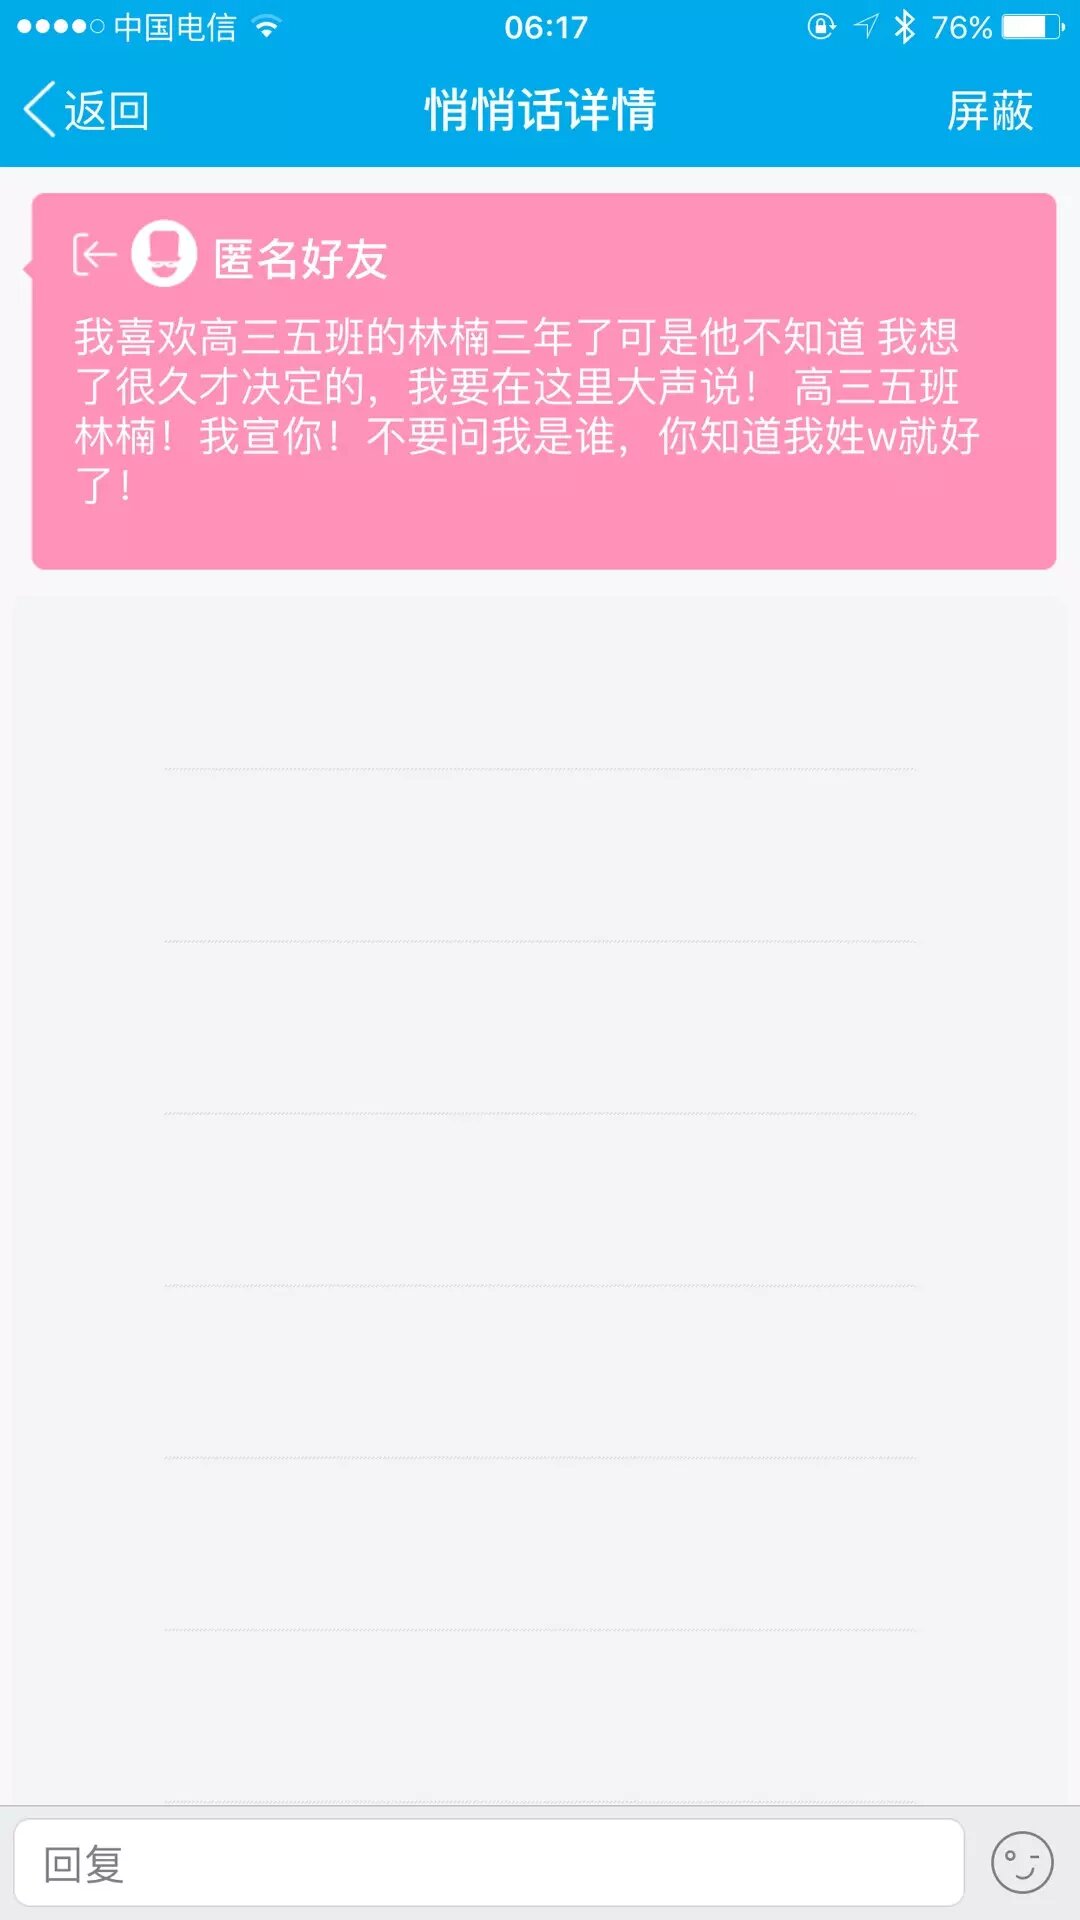 中国电信 06:17 76%
返回 悄悄话详情 屏蔽
匿名好友
我喜欢高三五班的林楠三年了可是他不知道 我想
了很久才决定的，我要在这里大声说！ 高三五班
林楠！我宣你！不要问我是谁，你知道我姓w就好
了！
回复